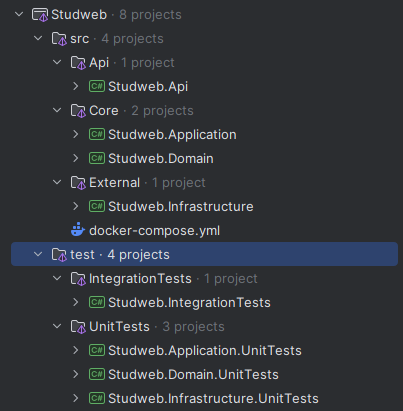 Studweb · 8 projects
src · 4 projects
Api · 1 project
C# Studweb.Api
Core · 2 projects
C# Studweb.Application
C# Studweb.Domain
External · 1 project
C# Studweb.Infrastructure
docker-compose.yml
test · 4 projects
IntegrationTests · 1 project
C# Studweb.IntegrationTests
UnitTests · 3 projects
C# Studweb.Application.UnitTests
C# Studweb.Domain.UnitTests
C# Studweb.Infrastructure.UnitTests